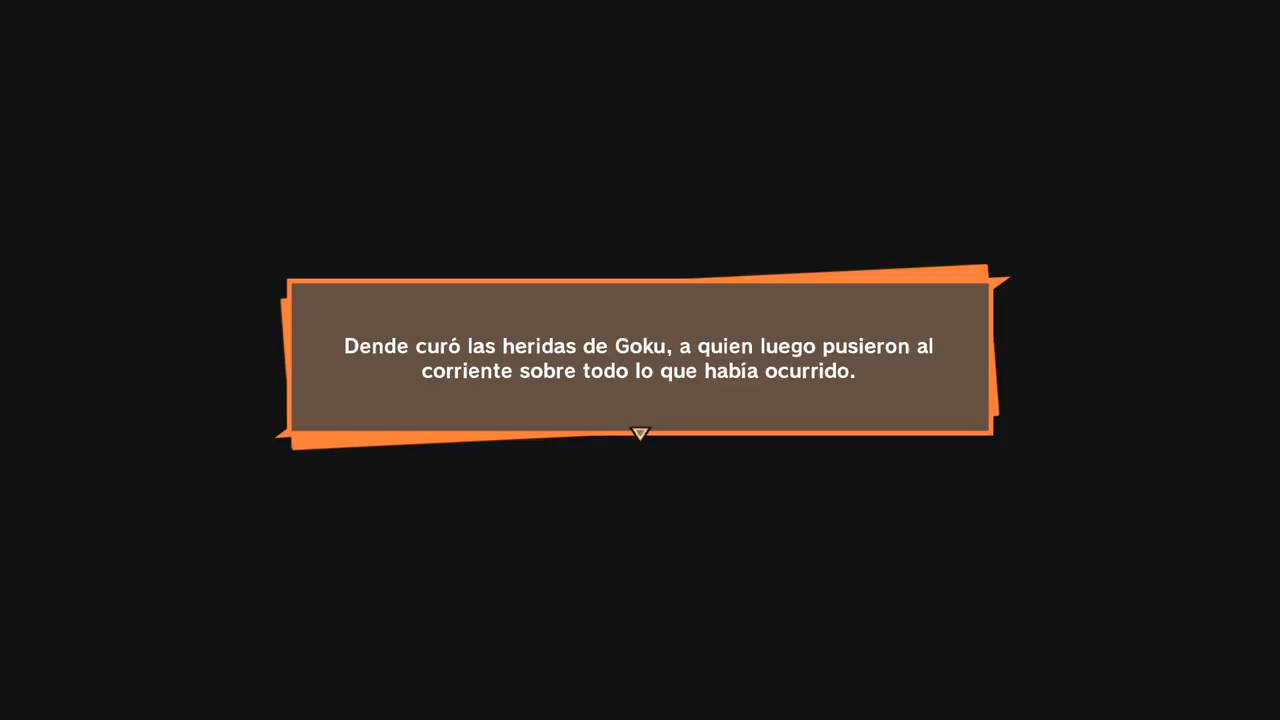 Dende curó las heridas de Goku, a quien luego pusieron al
corriente sobre todo lo que había ocurrido.